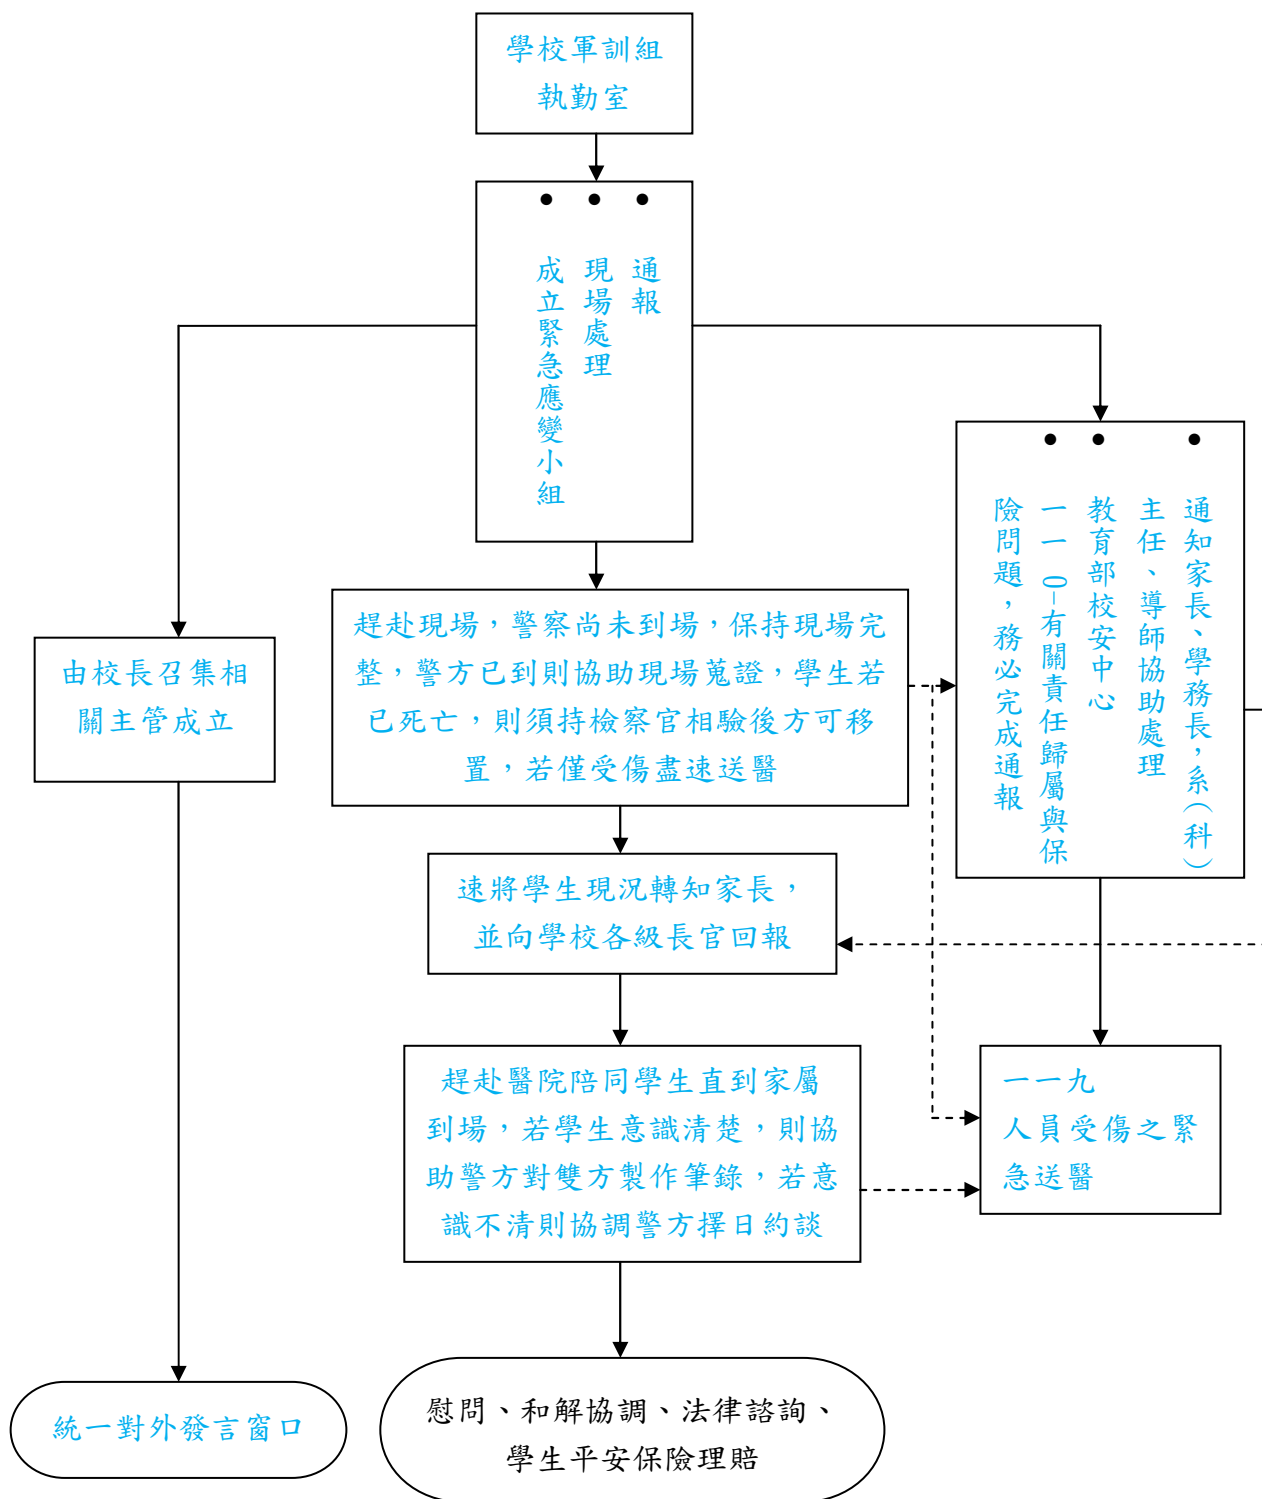 學校軍訓組
執勤室
● 通報
● 現場處理
● 成立緊急應變小組
● 通知家長、學務長，系(科)
主任、導師協助處理
● 教育部校安中心
● 一一0-有關責任歸屬與保
險問題，務必完成通報
由校長召集相
關主管成立
趕赴現場，警察尚未到場，保持現場完
整，警方已到則協助現場蒐證，學生若
已死亡，則須持檢察官相驗後方可移
置，若僅受傷盡速送醫
速將學生現況轉知家長，
並向學校各級長官回報
趕赴醫院陪同學生直到家屬
到場，若學生意識清楚，則協
助警方對雙方製作筆錄，若意
識不清則協調警方擇日約談
一一九
人員受傷之緊
急送醫
統一對外發言窗口
慰問、和解協調、法律諮詢、
學生平安保險理賠